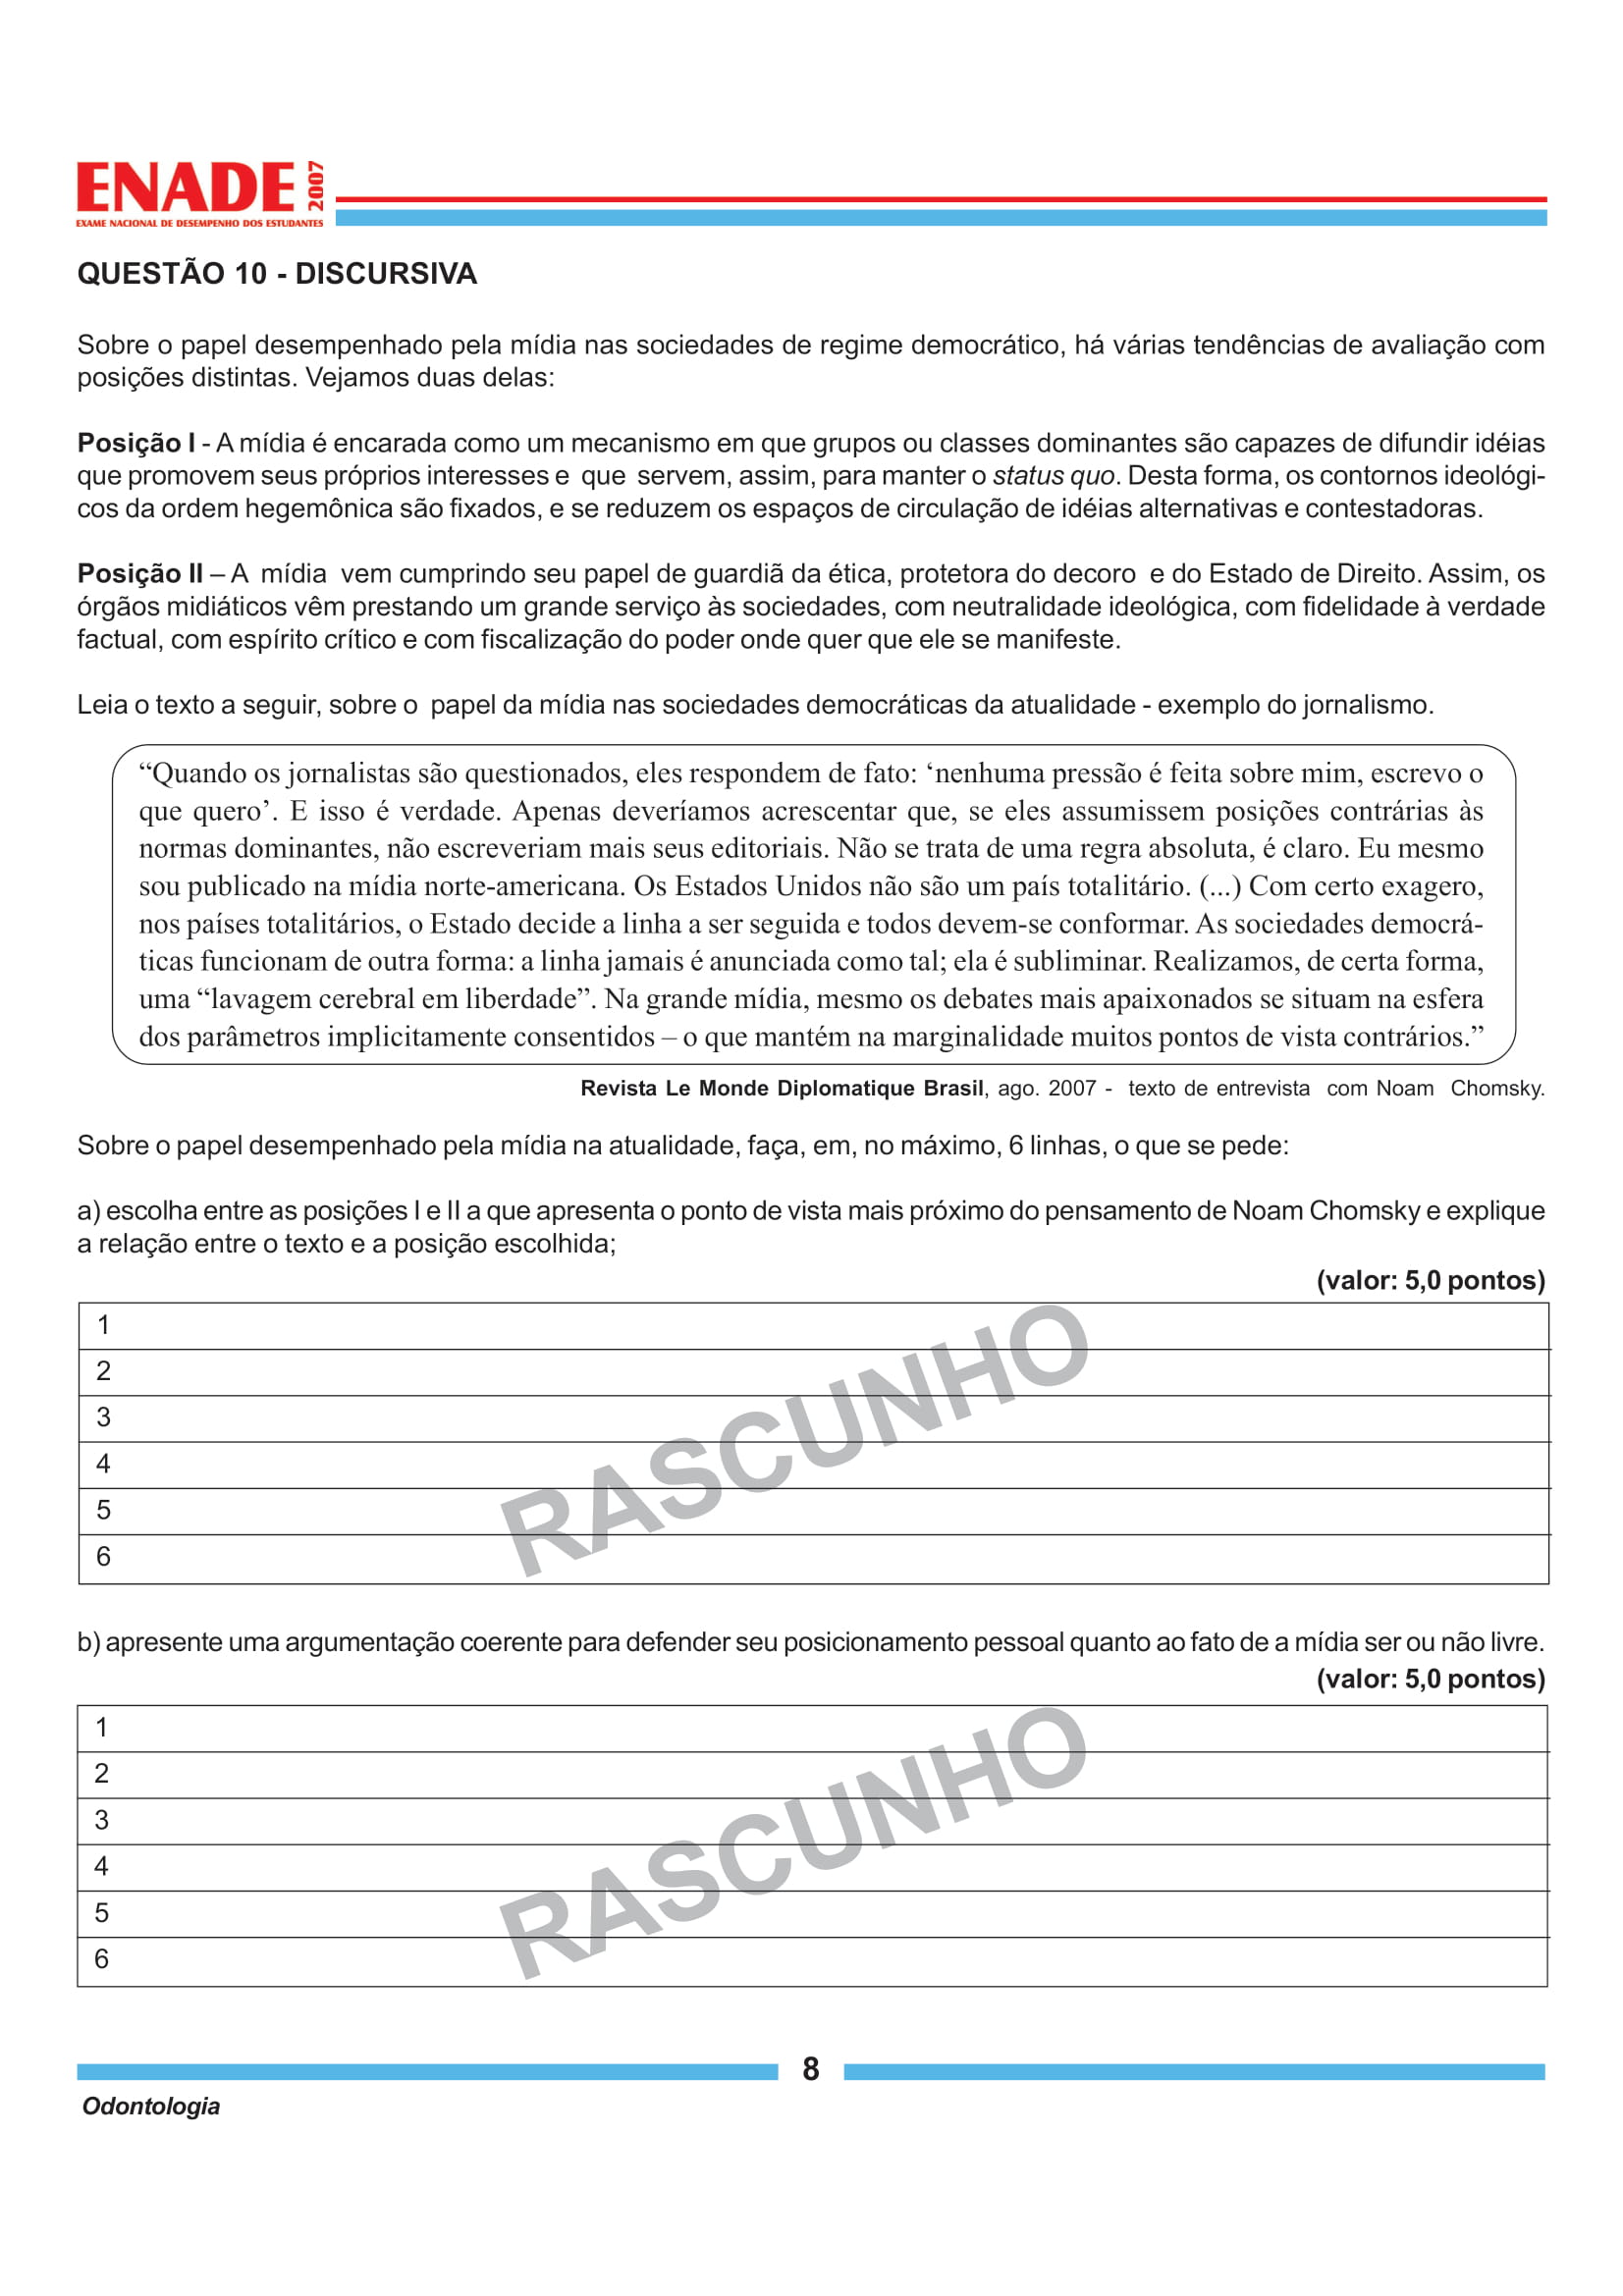 ENADE 2007
EXAME NACIONAL DE DESEMPENHO DOS ESTUDANTES
QUESTÃO 10 - DISCURSIVA
Sobre o papel desempenhado pela mídia nas sociedades de regime democrático, há várias tendências de avaliação com
posições distintas. Vejamos duas delas:
Posição I - A mídia é encarada como um mecanismo em que grupos ou classes dominantes são capazes de difundir idéias
que promovem seus próprios interesses e que servem, assim, para manter o status quo. Desta forma, os contornos ideológi-
cos da ordem hegemônica são fixados, e se reduzem os espaços de circulação de idéias alternativas e contestadoras.
Posição II – A mídia vem cumprindo seu papel de guardiã da ética, protetora do decoro e do Estado de Direito. Assim, os
órgãos midiáticos vêm prestando um grande serviço às sociedades, com neutralidade ideológica, com fidelidade à verdade
factual, com espírito crítico e com fiscalização do poder onde quer que ele se manifeste.
Leia o texto a seguir, sobre o papel da mídia nas sociedades democráticas da atualidade - exemplo do jornalismo.
“Quando os jornalistas são questionados, eles respondem de fato: ‘nenhuma pressão é feita sobre mim, escrevo o
que quero’. E isso é verdade. Apenas deveríamos acrescentar que, se eles assumissem posições contrárias às
normas dominantes, não escreveriam mais seus editoriais. Não se trata de uma regra absoluta, é claro. Eu mesmo
sou publicado na mídia norte-americana. Os Estados Unidos não são um país totalitário. (...) Com certo exagero,
nos países totalitários, o Estado decide a linha a ser seguida e todos devem-se conformar. As sociedades democrá-
ticas funcionam de outra forma: a linha jamais é anunciada como tal; ela é subliminar. Realizamos, de certa forma,
uma “lavagem cerebral em liberdade”. Na grande mídia, mesmo os debates mais apaixonados se situam na esfera
dos parâmetros implicitamente consentidos – o que mantém na marginalidade muitos pontos de vista contrários.”
Revista Le Monde Diplomatique Brasil, ago. 2007 - texto de entrevista com Noam Chomsky.
Sobre o papel desempenhado pela mídia na atualidade, faça, em, no máximo, 6 linhas, o que se pede:
a) escolha entre as posições I e II a que apresenta o ponto de vista mais próximo do pensamento de Noam Chomsky e explique
a relação entre o texto e a posição escolhida;
(valor: 5,0 pontos)
1
2
3
4
5
6
RASCUNHO
b) apresente uma argumentação coerente para defender seu posicionamento pessoal quanto ao fato de a mídia ser ou não livre.
(valor: 5,0 pontos)
1
2
3
4
5
6
RASCUNHO
8
Odontologia